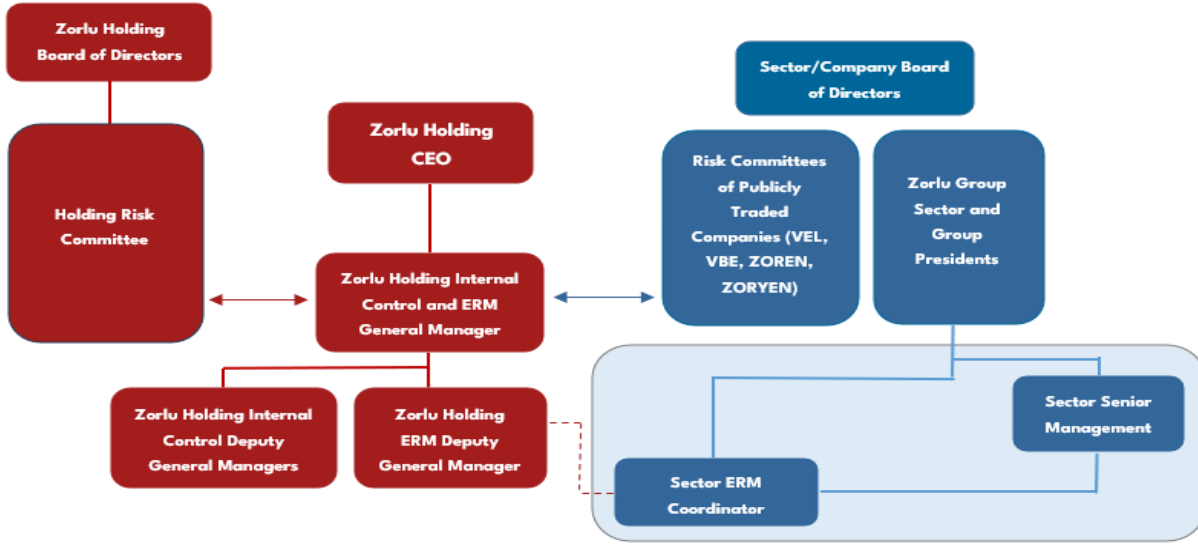 Zorlu Holding
Board of Directors
Sector/Company Board
of Directors
Zorlu Holding
CEO
Holding Risk
Committee
Risk Committees
of Publicly
Traded
Companies (VEL,
VBE, ZOREN,
ZORYEN)
Zorlu Group
Sector and
Group
Presidents
Zorlu Holding Internal
Control and ERM
General Manager
Zorlu Holding Internal
Control Deputy
General Managers
Zorlu Holding
ERM Deputy
General Manager
Sector Senior
Management
Sector ERM
Coordinator